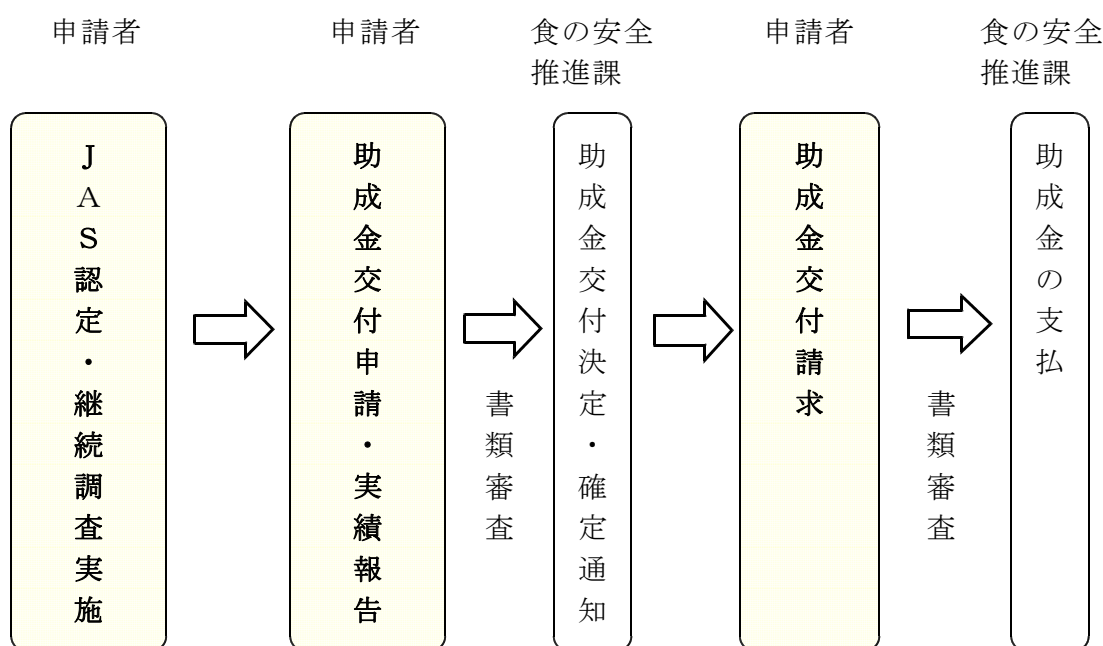 申請者
申請者
食の安全
推進課
申請者
食の安全
推進課
JAS認定・継続調査実施
助成金交付申請・実績報告
書類審査
助成金交付決定・確定通知
助成金交付請求
書類審査
助成金の支払